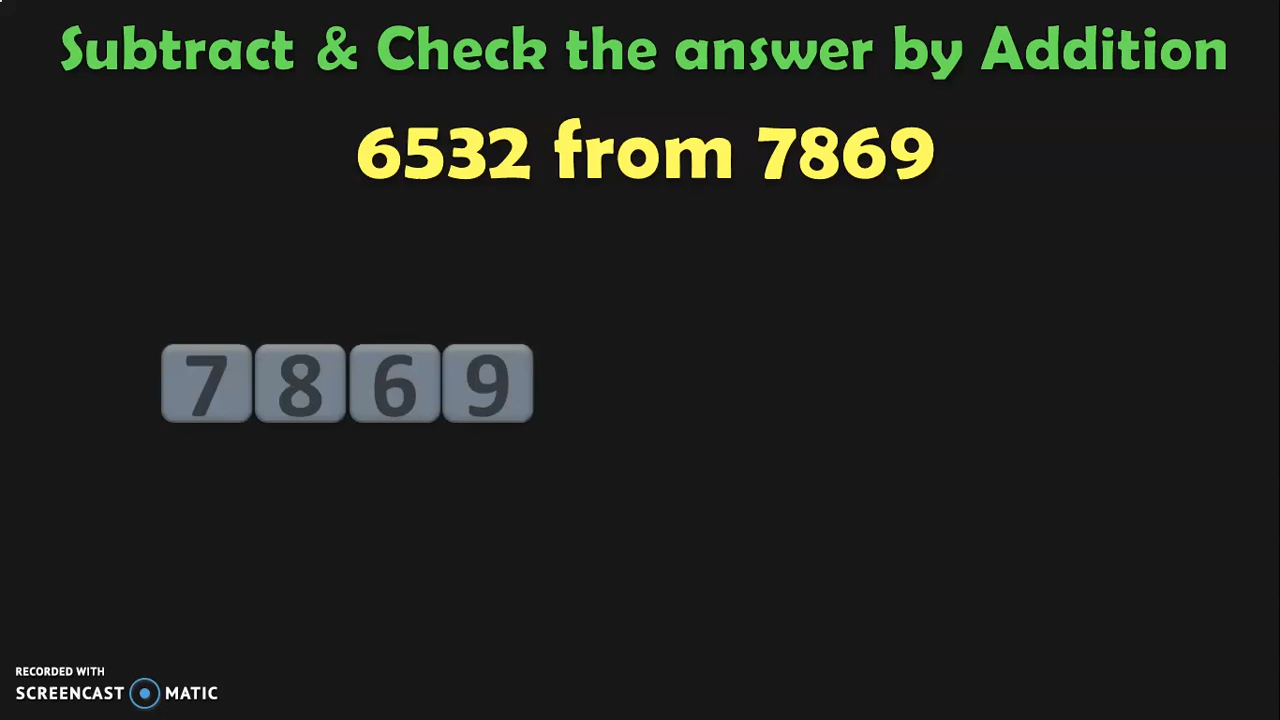 Subtract & Check the answer by Addition
6532 from 7869
7869
RECORDED WITH
SCREENCAST MATIC